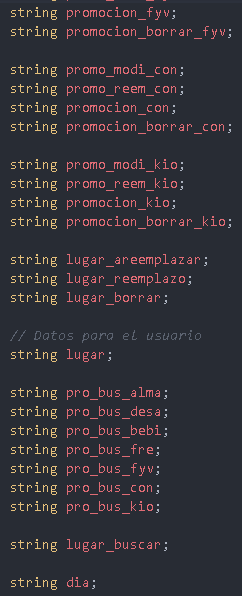 string promocion_fyv;
string promocion_borrar_fyv;
string promo_modi_con;
string promo_reem_con;
string promocion_con;
string promocion_borrar_con;
string promo_modi_kio;
string promo_reem_kio;
string promocion_kio;
string promocion_borrar_kio;
string lugar_areemplazar;
string lugar_reemplazo;
string lugar_borrar;
// Datos para el usuario
string lugar;
string pro_bus_alma;
string pro_bus_desa;
string pro_bus_bebi;
string pro_bus_fre;
string pro_bus_fyv;
string pro_bus_con;
string pro_bus_kio;
string lugar_buscar;
string dia;